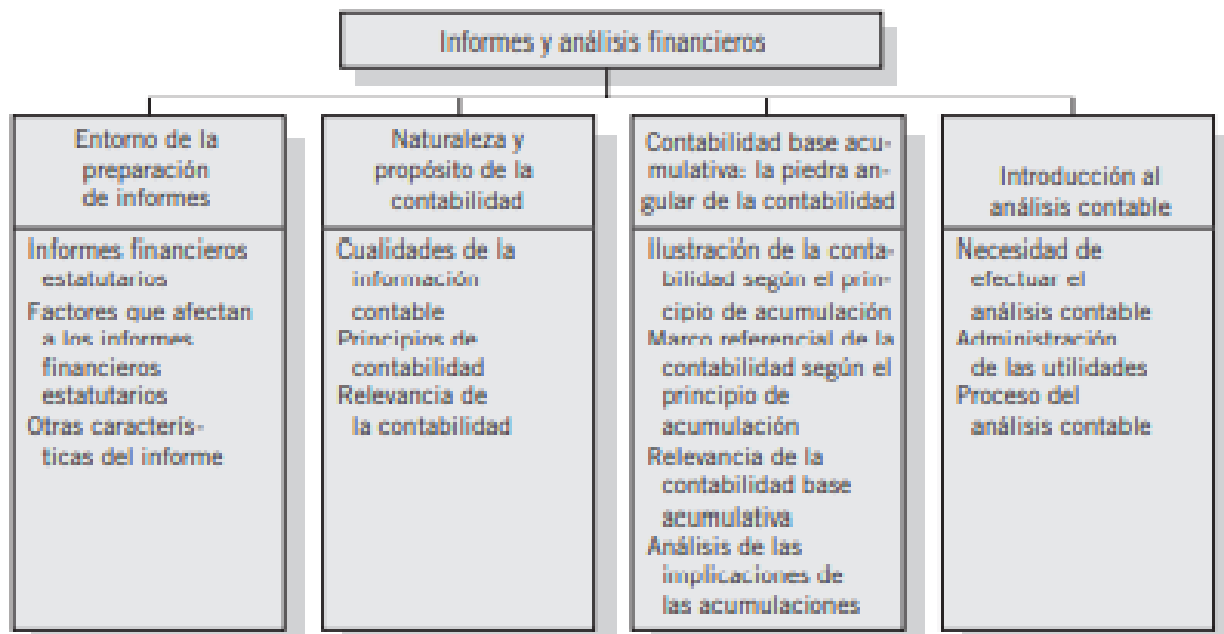 Informes y análisis financieros
Entorno de la
preparación
de informes
Informes financieros
estatutarios
Factores que afectan
a los informes
financieros
estatutarios
Otras caracterís-
ticas del informe
Naturaleza y
propósito de la
contabilidad
Cualidades de la
información
contable
Principios de
contabilidad
Relevancia de
la contabilidad
Contabilidad base acu-
mulativa: la piedra an-
gular de la contabilidad
Ilustración de la conta-
bilidad según el prin-
cipio de acumulación
Marco referencial de la
contabilidad según el
principio de
acumulación
Relevancia de la
contabilidad base
acumulativa
Análisis de las
implicaciones de
las acumulaciones
Introducción al
análisis contable
Necesidad de
efectuar el
análisis contable
Administración
de las utilidades
Proceso del
análisis contable